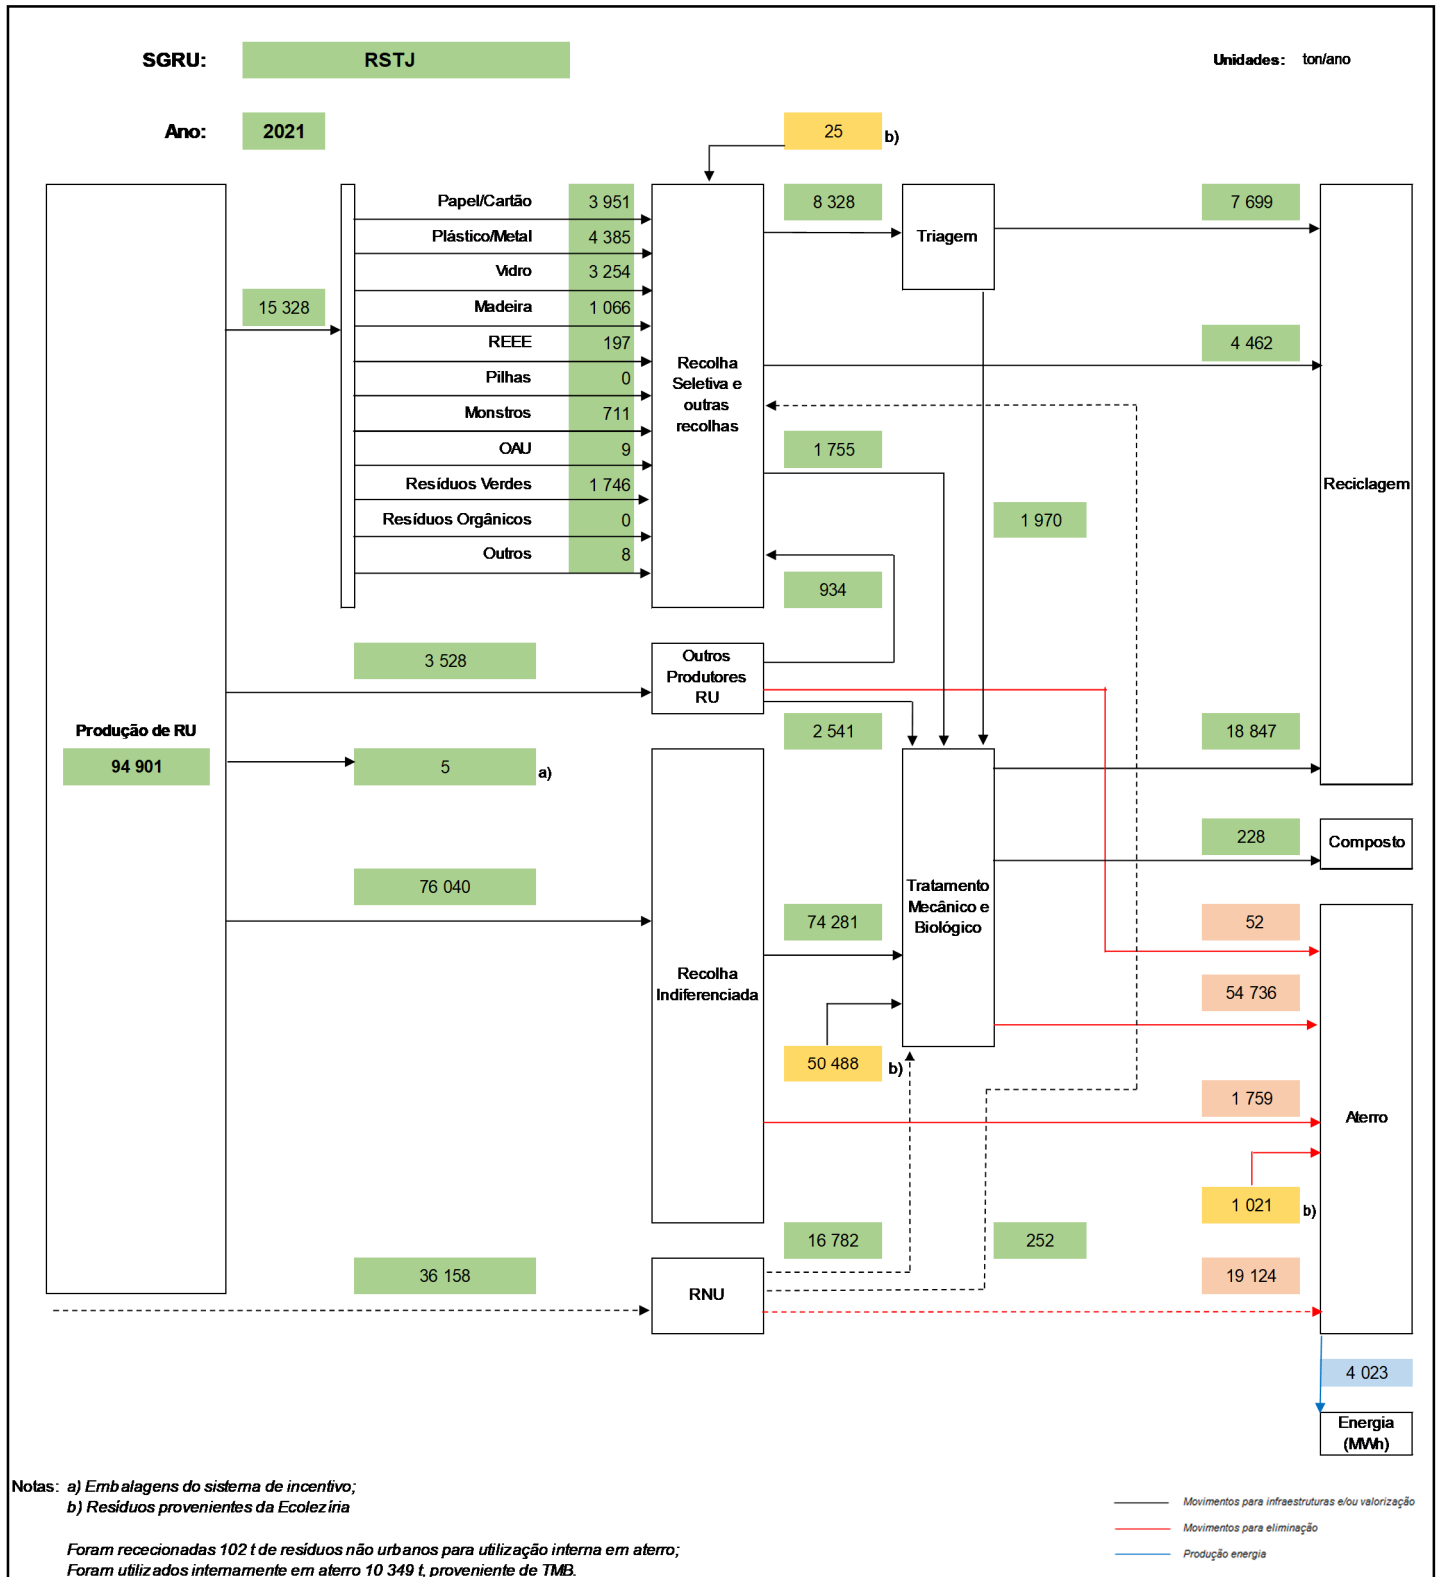 SGRU: RSTJ Unidades: ton/ano
Ano: 2021
25 b)
Papel/Cartão 3 951
8 328
7 699
Plástico/Metal 4 385
Triagem
Vidro 3 254
15 328
Madeira 1 066
REEE 197
4 462
Pilhas 0
Recolha
Seletiva e
outras
recolhas
Monstros 711
OAU 9
1 755
Resíduos Verdes 1 746
Reciclagem
Resíduos Orgânicos 0
1 970
Outros 8
934
3 528
Outros
Produtores
RU
Produção de RU
94 901
2 541
18 847
5 a)
228
Composto
76 040
Tratamento
Mecânico e
Biológico
74 281
52
Recolha
Indiferenciada
54 736
50 488 b)
1 759
Aterro
1 021 b)
16 782
252
36 158
RNU
19 124
4 023
Energia
(MWh)
Notas: a) Embalagens do sistema de incentivo;
b) Resíduos provenientes da Ecolezíria
Movimentos para infraestruturas e/ou valorização
Movimentos para eliminação
Produção energia
Foram rececionadas 102 t de resíduos não urbanos para utilização interna em aterro;
Foram utilizados internamente em aterro 10 349 t, proveniente de TMB.